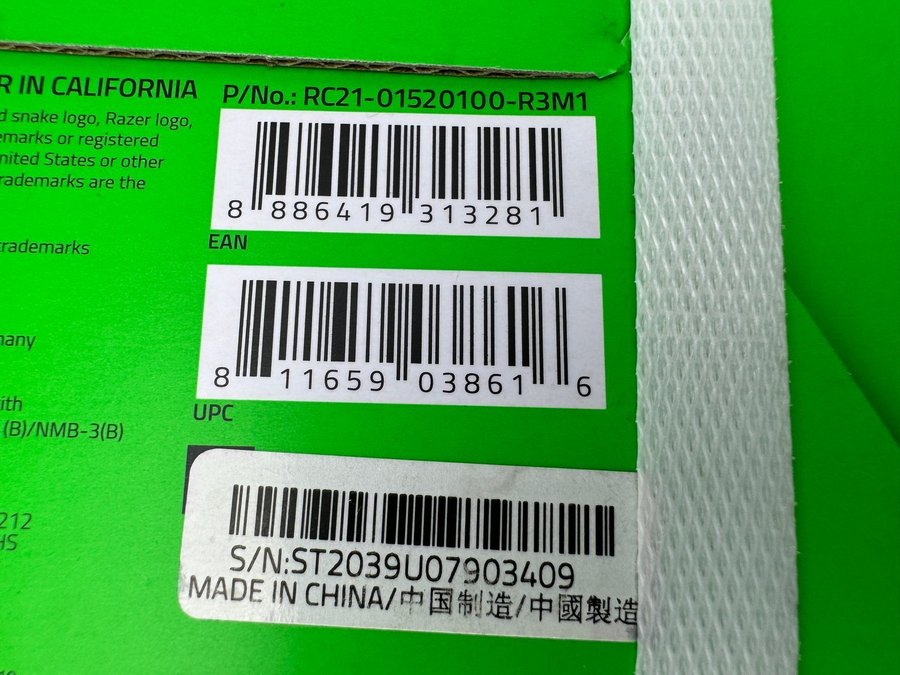 R IN CALIFORNIA
d snake logo, Razer logo,
emarks or registered
nited States or other
rademarks are the
trademarks
many
ith
(B)/NMB-3(B)
212
HS
P/No.: RC21-01520100-R3M1
8 886419 313281
EAN
8 11659 03861 6
UPC
S/N:ST2039U07903409
MADE IN CHINA/中国制造/中國製造